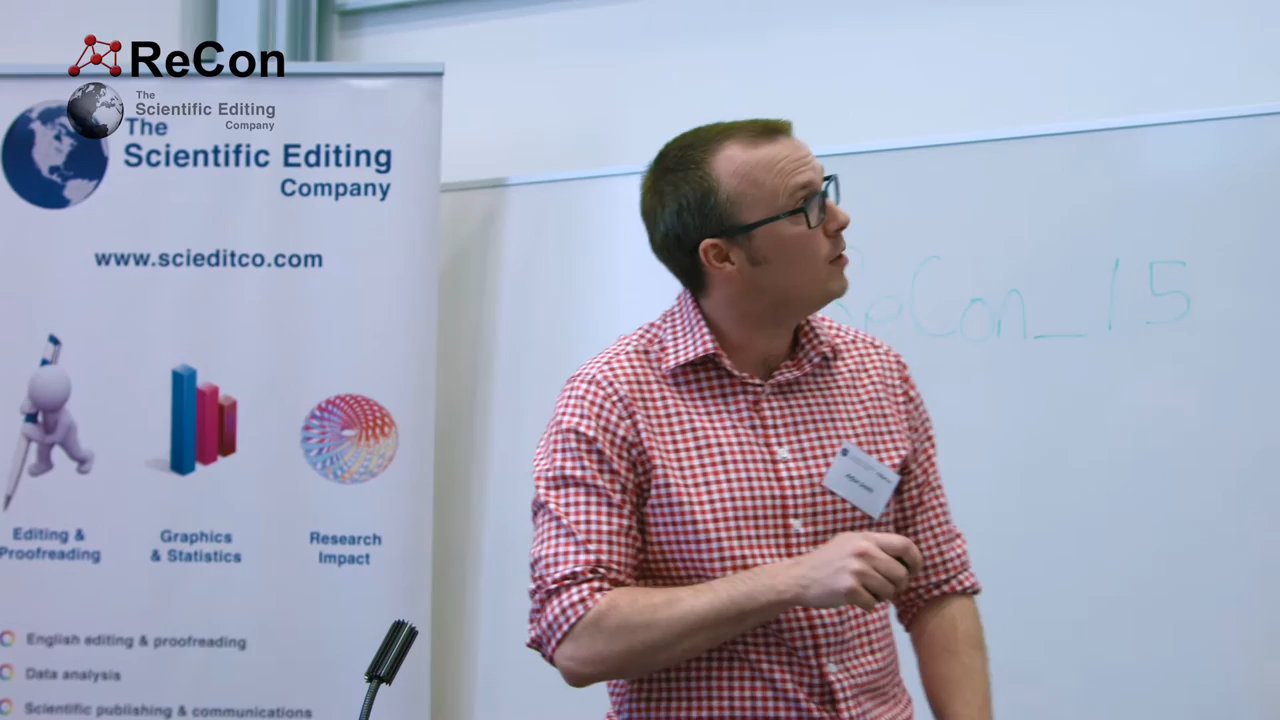 ReCon
The
Scientific Editing
Company
The
Scientific Editing
Company
www.scieditco.com
Editing &
Proofreading
Graphics
& Statistics
Research
Impact
English editing & proofreading
Data analysis
Scientific publishing & communications
ReCon_15